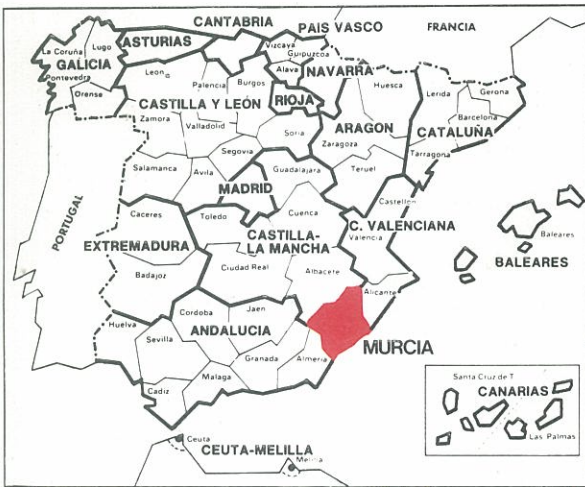 CANTABRIA
PAIS VASCO
FRANCIA
ASTURIAS
La Coruña
Lugo
GALICIA
Pontevedra
Orense
Vizcaya
Guipuzcoa
Alava
NAVARRA
León
Palencia
Burgos
RIOJA
Huesca
Lerida
Gerona
CASTILLA Y LEÓN
Zamora
Valladolid
Soria
ARAGON
Zaragoza
Barcelona
CATALUÑA
Tarragona
Segovia
Salamanca
Avila
Guadalajara
Teruel
MADRID
Castellon
PORTUGAL
Caceres
Toledo
Cuenca
C. VALENCIANA
Valencia
Baleares
BALEARES
EXTREMADURA
CASTILLA-
LA MANCHA
Badajoz
Ciudad Real
Albacete
Alicante
Cordoba
Jaen
Huelva
Sevilla
ANDALUCIA
Granada
Almeria
MURCIA
Malaga
Cadiz
Santa Cruz de T.
CANARIAS
Las Palmas
Ceuta
CEUTA-MELILLA
Melilla